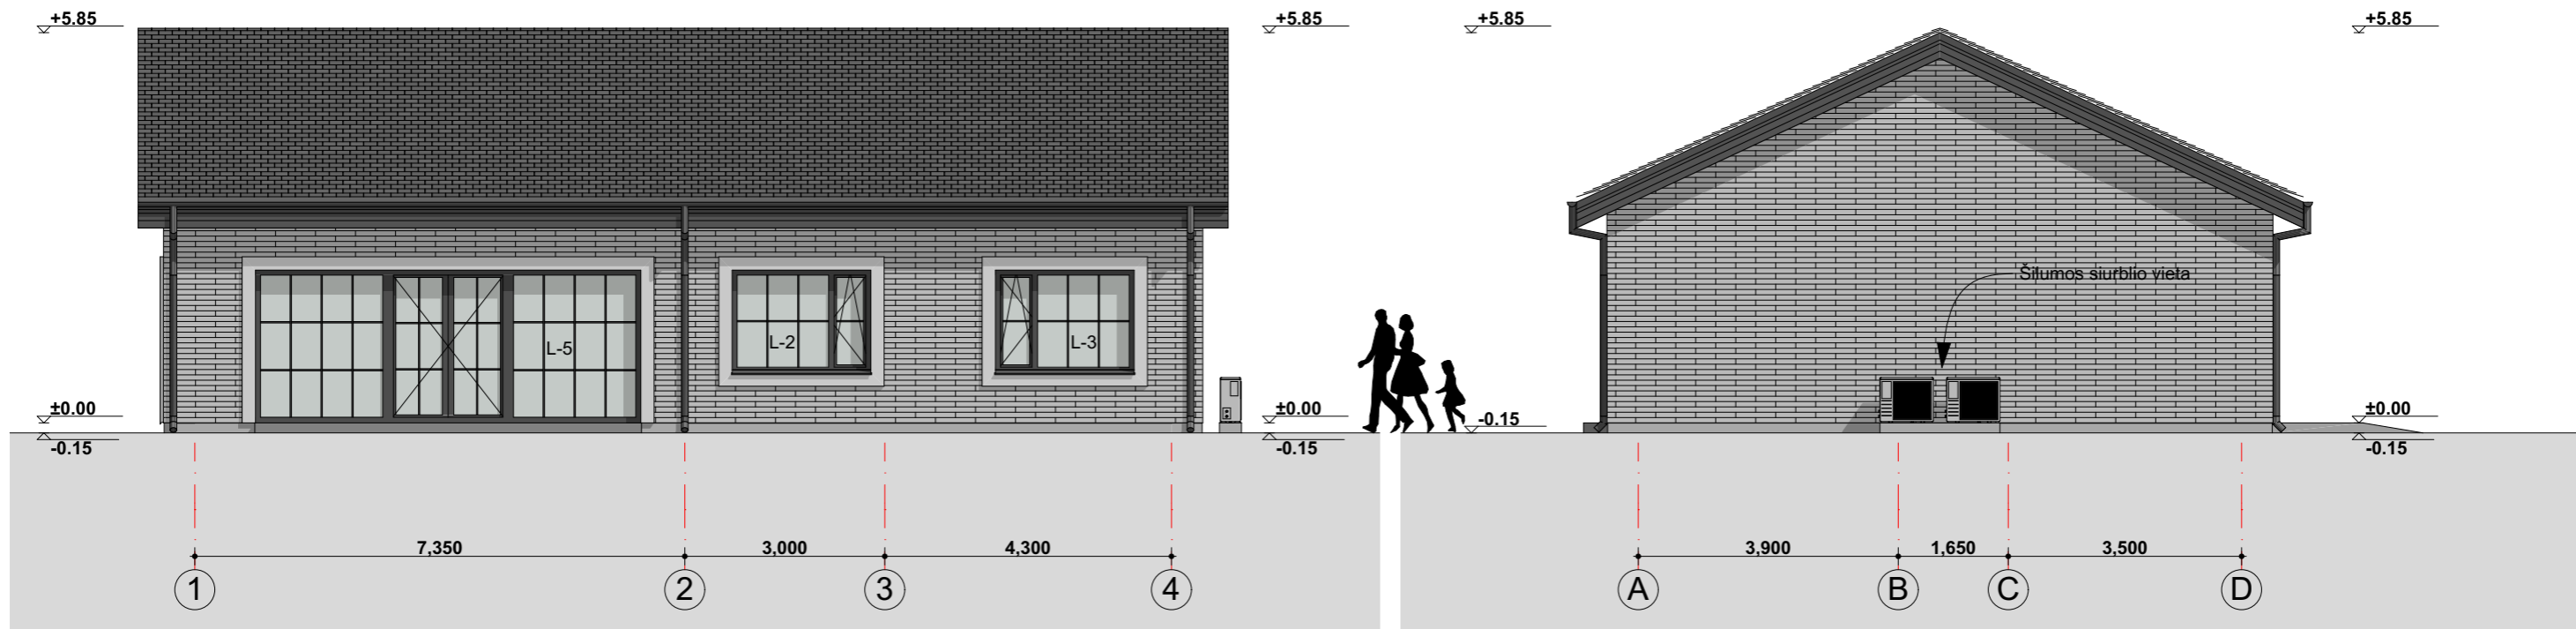 +5.85
+5.85
+5.85
+5.85
Šilumos siurblio vieta
L-5
L-2
L-3
±0.00
-0.15
±0.00
-0.15
-0.15
±0.00
-0.15
7,350
3,000
4,300
3,900
1,650
3,500
1
2
3
4
A
B
C
D